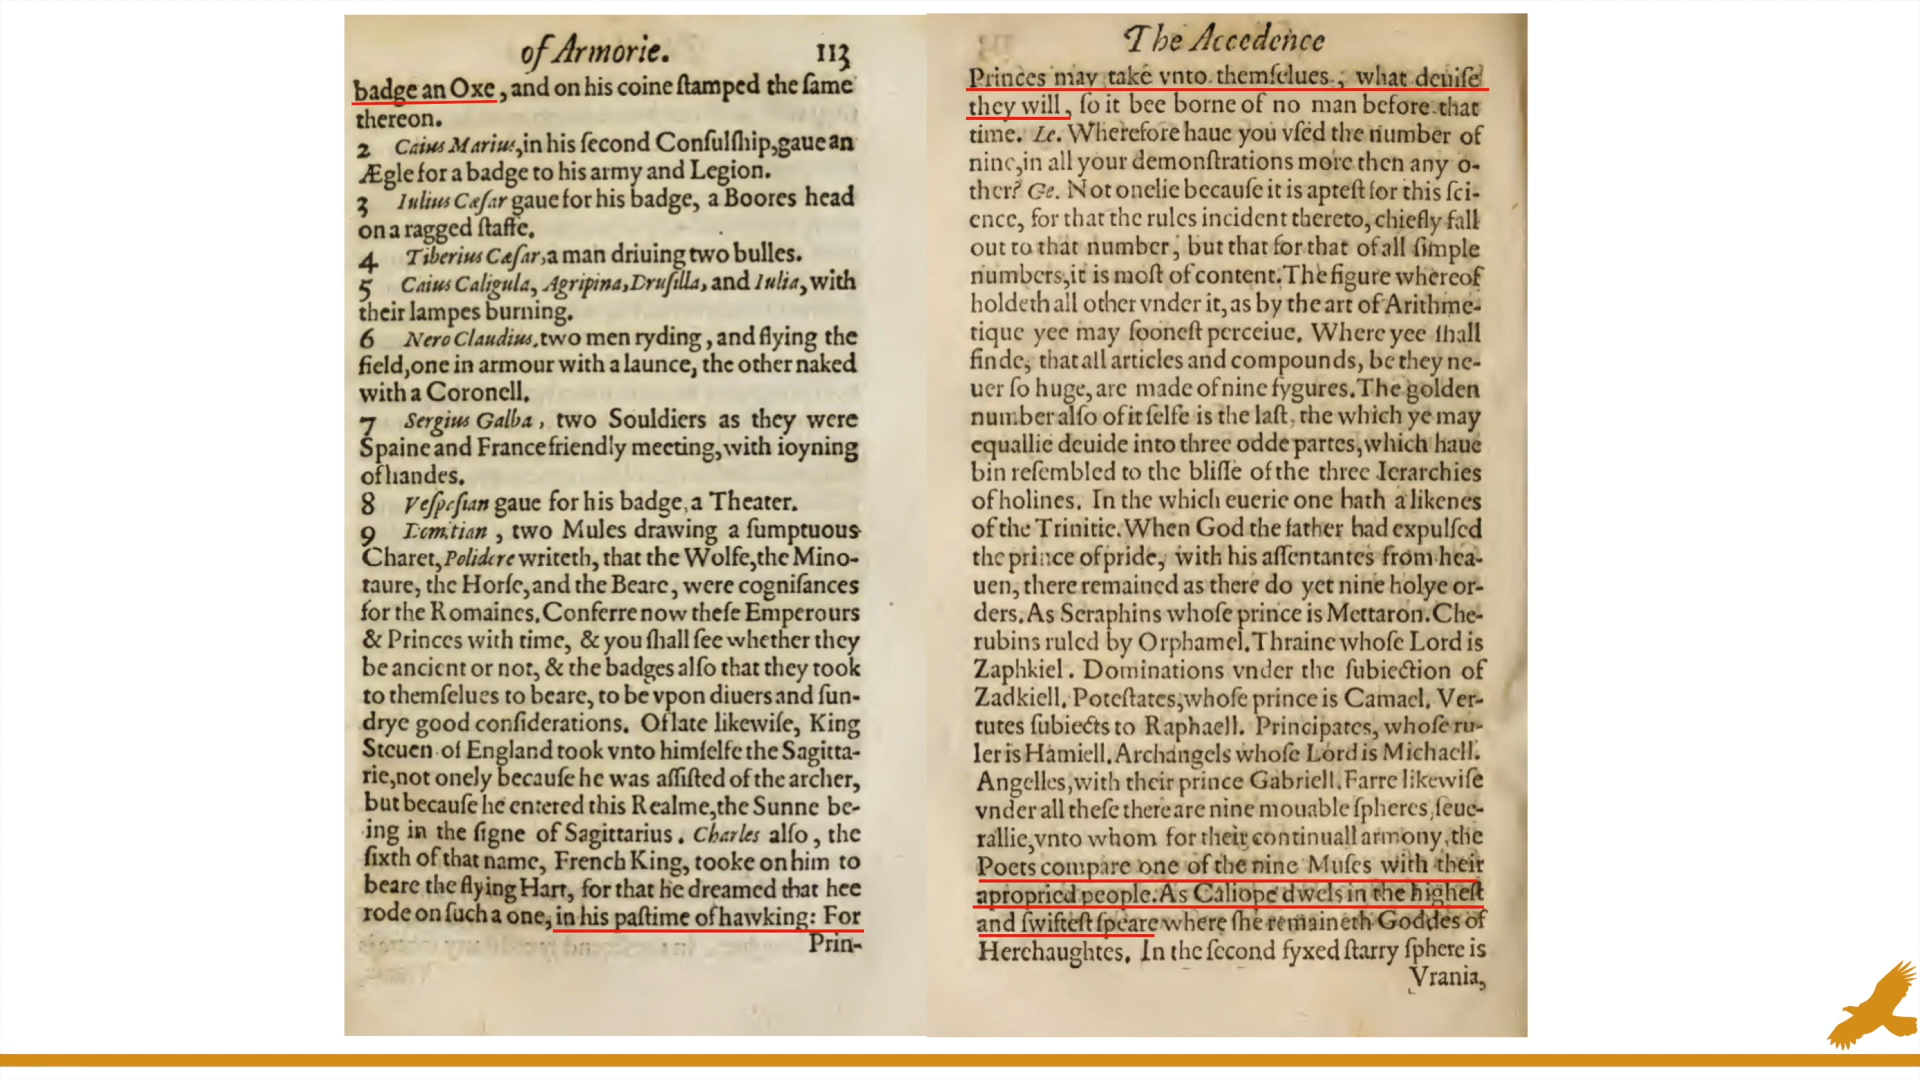 of Armorie. 113
badge an Oxe, and on his coine ſtamped the ſame
thereon.
2 Caius Marius, in his ſecond Conſulſhip, gaue an
Ægle for a badge to his army and Legion.
3 Iulius Cæſar gaue for his badge, a Boores head
on a ragged ſtaffe.
4 Tiberius Cæſar, a man driuing two bulles.
5 Caius Caligula, Agripina, Druſilla, and Iulia, with
their lampes burning.
6 Nero Claudius, two men ryding, and flying the
field, one in armour with a launce, the other naked
with a Coronell.
7 Sergius Galba, two Souldiers as they were
Spaine and France friendly meeting, with ioyning
of handes.
8 Veſpeſian gaue for his badge, a Theater.
9 Domitian, two Mules drawing a ſumptuous
Charet, Polidere writeth, that the Wolfe, the Mino-
taure, the Horſe, and the Beare, were cogniſances
for the Romaines. Conferre now theſe Emperours
& Princes with time, & you ſhall ſee whether they
be ancient or not, & the badges alſo that they took
to themſelues to beare, to be vpon diuers and ſun-
drye good conſiderations. Of late likewiſe, King
Steuen of England took vnto himſelfe the Sagitta-
rie, not onely becauſe he was aſſiſted of the archer,
but becauſe he entered this Realme, the Sunne be-
ing in the ſigne of Sagittarius. Charles alſo, the
ſixth of that name, French King, tooke on him to
beare the flying Hart, for that he dreamed that hee
rode on ſuch a one, in his paſtime of hawking: For
Prin-
The Accedence
Princes may take vnto themſelues, what deuiſe
they will, ſo it bee borne of no man before that
time. Le. Wherefore haue you vſed the number of
nine, in all your demonſtrations more then any o-
ther? Ge. Not onelie becauſe it is apteſt for this ſci-
ence, for that the rules incident thereto, chiefly fall
out to that number, but that for that of all ſimple
numbers, it is moſt of content. The figure whereof
holdeth all other vnder it, as by the art of Arithme-
tique yee may ſooneſt perceiue. Where yee ſhall
finde, that all articles and compounds, be they ne-
uer ſo huge, are made of nine fygures. The golden
number alſo of it ſelfe is the laſt, the which ye may
equallie deuide into three odde partes, which haue
bin reſembled to the bliſſe of the three Ierarchies
of holines. In the which euerie one hath a likenes
of the Trinitie. When God the father had expulſed
the prince of pride, with his aſſentantes from hea-
uen, there remained as there do yet nine holye or-
ders. As Seraphins whoſe prince is Mettaron. Che-
rubins ruled by Orphamel. Thraine whoſe Lord is
Zaphkiel. Dominations vnder the ſubiection of
Zadkiell. Poteſtates, whoſe prince is Camael. Ver-
tutes ſubiects to Raphaell. Principates, whoſe ru-
ler is Hamiell. Archangels whoſe Lord is Michaell.
Angelles, with their prince Gabriell. Farre likewiſe
vnder all theſe there are nine mouable ſpheres, ſeue-
rallie, vnto whom for their continuall armony, the
Poets compare one of the nine Muſes with their
apropried people. As Caliope dwels in the higheſt
and ſwifteſt ſpeare where ſhe remaineth Goddes of
Herehaughtes. In the ſecond fyxed ſtarry ſphere is
Vrania,